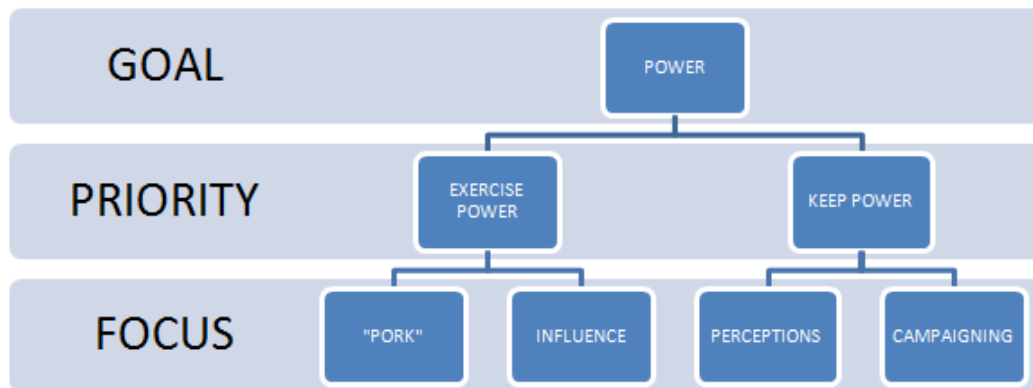 GOAL
POWER
PRIORITY
EXERCISE
POWER
KEEP POWER
FOCUS
"PORK"
INFLUENCE
PERCEPTIONS
CAMPAIGNING